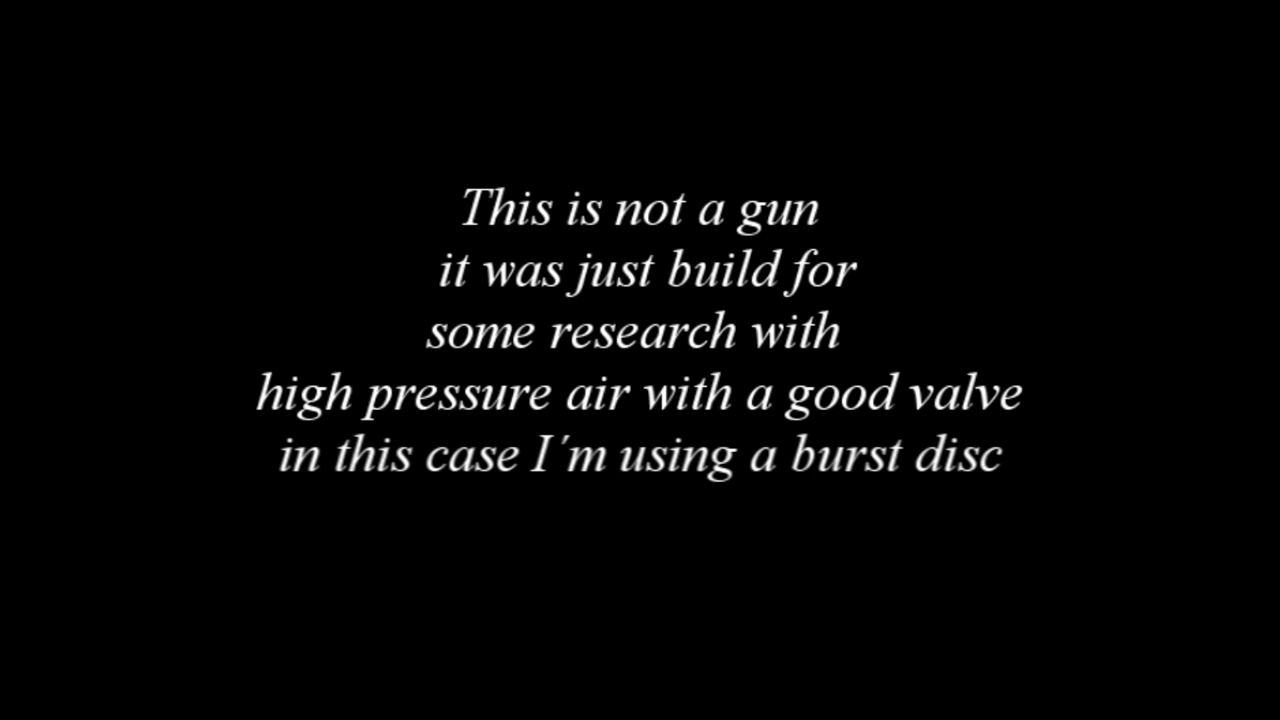 This is not a gun
it was just build for
some research with
high pressure air with a good valve
in this case I´m using a burst disc